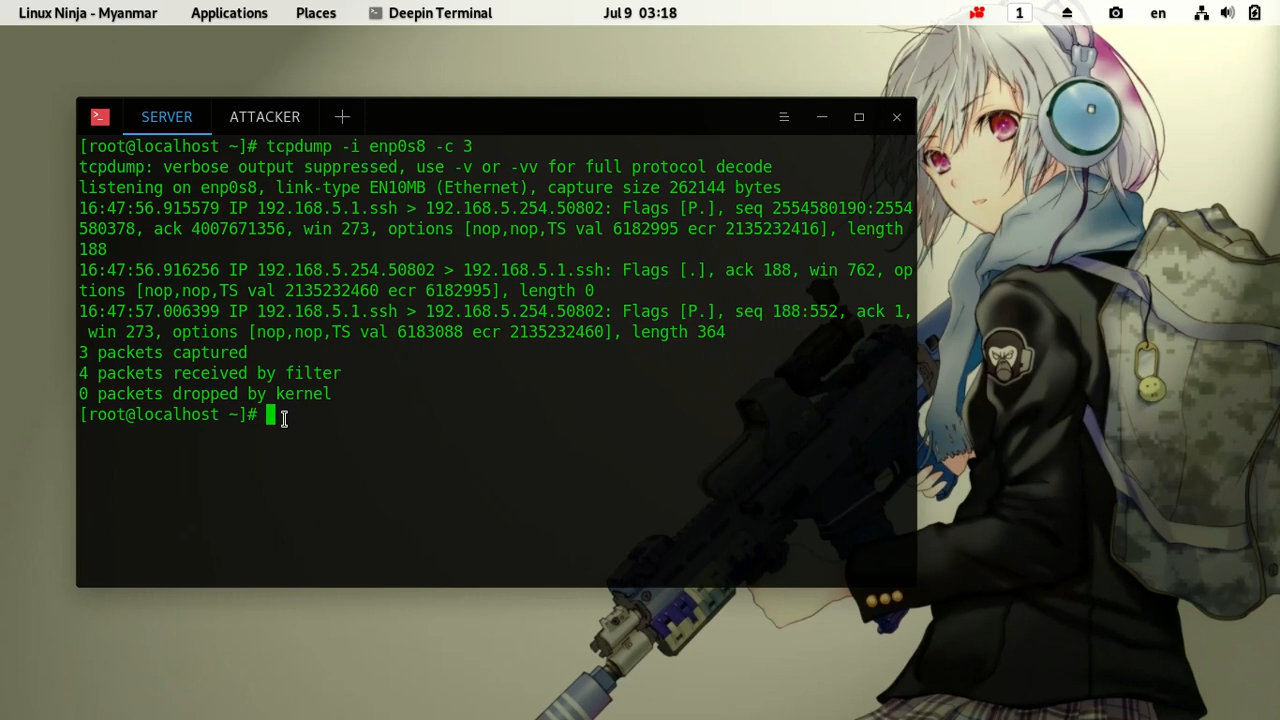 Linux Ninja - Myanmar Applications Places Deepin Terminal Jul 9 03:18 1 en
SERVER ATTACKER
[root@localhost ~]# tcpdump -i enp0s8 -c 3
tcpdump: verbose output suppressed, use -v or -vv for full protocol decode
listening on enp0s8, link-type EN10MB (Ethernet), capture size 262144 bytes
16:47:56.915579 IP 192.168.5.1.ssh > 192.168.5.254.50802: Flags [P.], seq 2554580190:2554
580378, ack 4007671356, win 273, options [nop,nop,TS val 6182995 ecr 2135232416], length
188
16:47:56.916256 IP 192.168.5.254.50802 > 192.168.5.1.ssh: Flags [.], ack 188, win 762, op
tions [nop,nop,TS val 2135232460 ecr 6182995], length 0
16:47:57.006399 IP 192.168.5.1.ssh > 192.168.5.254.50802: Flags [P.], seq 188:552, ack 1,
 win 273, options [nop,nop,TS val 6183088 ecr 2135232460], length 364
3 packets captured
4 packets received by filter
0 packets dropped by kernel
[root@localhost ~]#